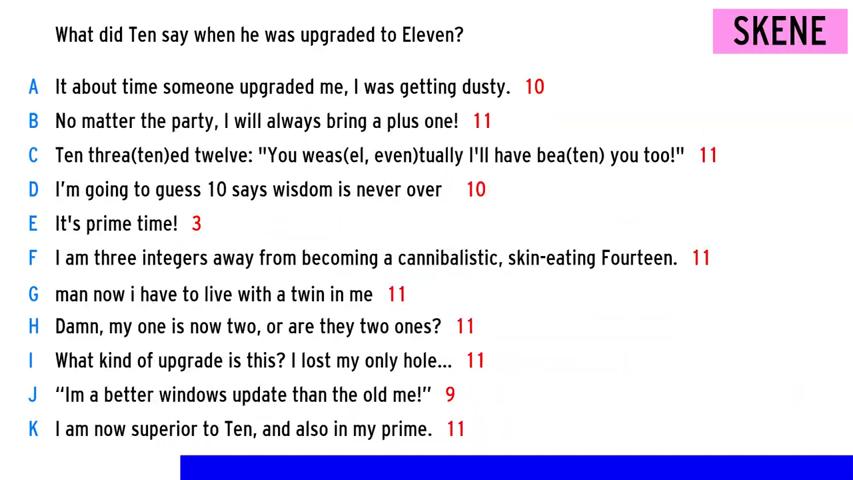 What did Ten say when he was upgraded to Eleven?
SKENE
A It about time someone upgraded me, I was getting dusty. 10
B No matter the party, I will always bring a plus one! 11
C Ten threa(ten)ed twelve: "You weas(el, even)tually I'll have bea(ten) you too!" 11
D I’m going to guess 10 says wisdom is never over 10
E It's prime time! 3
F I am three integers away from becoming a cannibalistic, skin-eating Fourteen. 11
G man now i have to live with a twin in me 11
H Damn, my one is now two, or are they two ones? 11
I What kind of upgrade is this? I lost my only hole... 11
J “Im a better windows update than the old me!” 9
K I am now superior to Ten, and also in my prime. 11